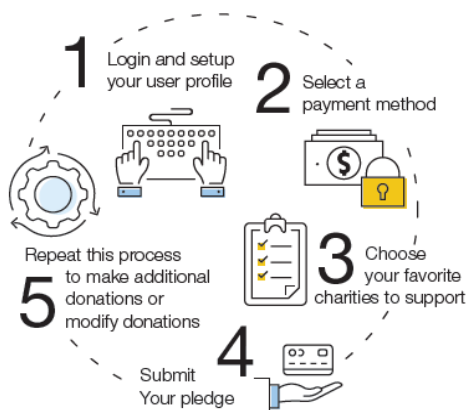 1 Login and setup
your user profile
2 Select a
payment method
$
3 Choose
your favorite
charities to support
4 Submit
Your pledge
5 Repeat this process
to make additional
donations or
modify donations